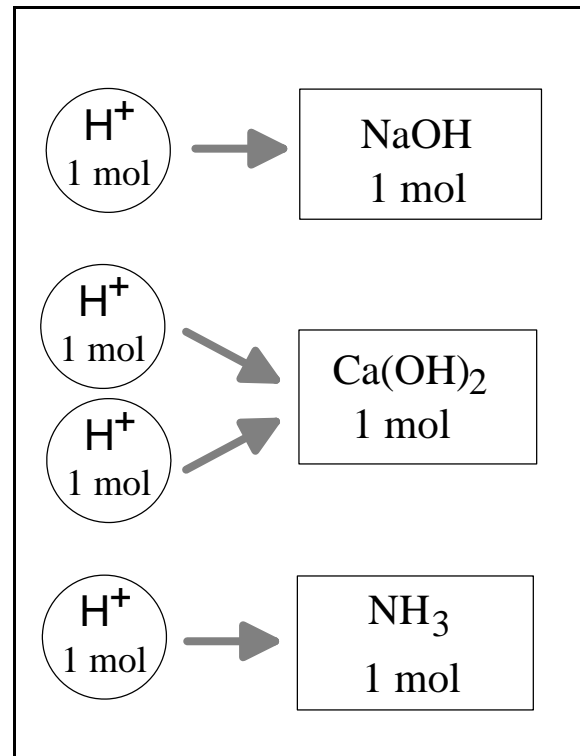 H⁺
1 mol
NaOH
1 mol
H⁺
1 mol
H⁺
1 mol
Ca(OH)₂
1 mol
H⁺
1 mol
NH₃
1 mol